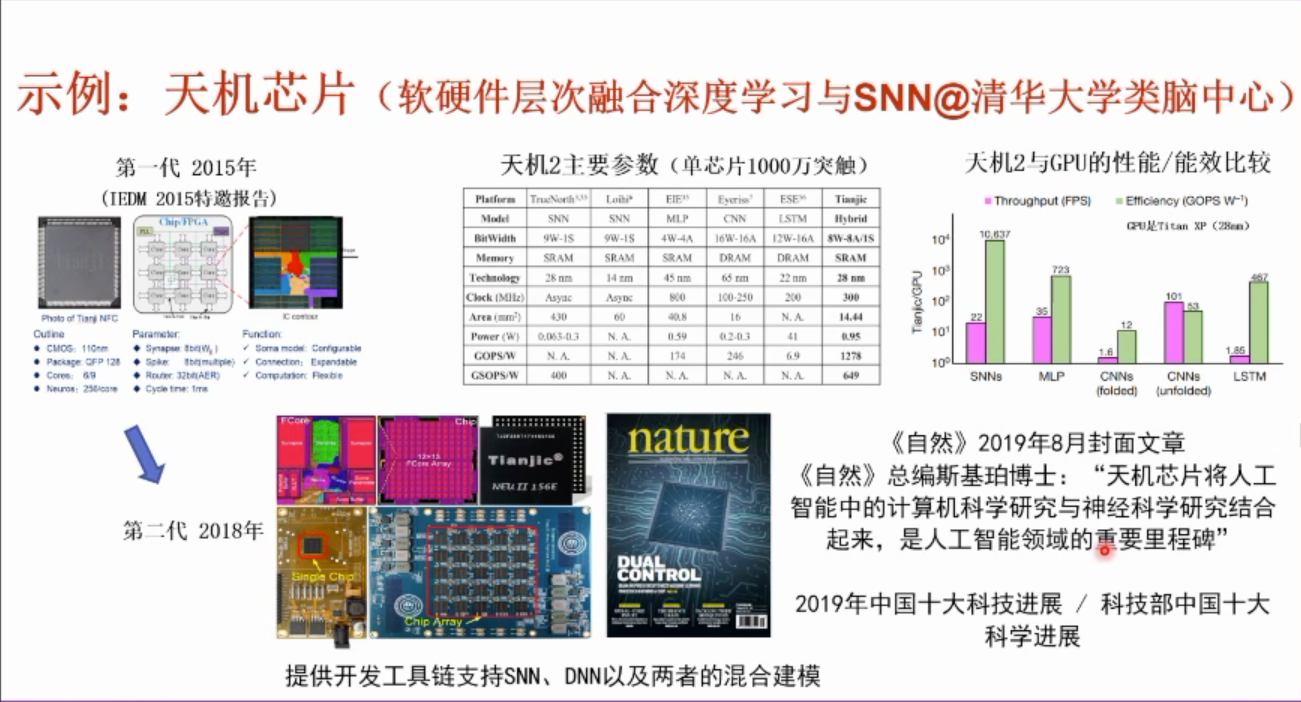 示例：天机芯片（软硬件层次融合深度学习与SNN@清华大学类脑中心）
第一代 2015年
(IEDM 2015特邀报告)
Chip/FPGA
Photo of Tianji NFC
IC contour
Outline
CMOS: 110nm
Package: QFP 128
Cores: 6/9
Neuros: 256/core
Parameter:
Synapse: 8bit(Wij)
Spike: 8bit(multiple)
Router: 32bit(AER)
Cycle time: 1ms
Function:
✓ Soma model: Configurable
✓ Connection: Expandable
✓ Computation: Flexible
第二代 2018年
天机2主要参数（单芯片1000万突触）
Platform TrueNorth Loihi EIE Eyeriss ESE Tianjic
Model SNN SNN MLP CNN LSTM Hybrid
BitWidth 9W-1S 9W-1S 4W-4A 16W-16A 12W-16A 8W-8A/1S
Memory SRAM SRAM SRAM DRAM DRAM SRAM
Technology 28 nm 14 nm 45 nm 65 nm 22 nm 28 nm
Clock (MHz) Async Async 800 100-250 200 300
Area (mm²) 430 60 40.8 16 N. A. 14.44
Power (W) 0.063-0.3 N. A. 0.59 0.2-0.3 41 0.95
GOPS/W N. A. N. A. 174 246 6.9 1278
GSOPS/W 400 N. A. N. A. N. A. N. A. 649
FCore
Chip
FCore Array
Tianjic®
NEU II 156E
Single Chip
Chip Array
nature
DUAL
CONTROL
提供开发工具链支持SNN、DNN以及两者的混合建模
天机2与GPU的性能/能效比较
Throughput (FPS) Efficiency (GOPS W⁻¹)
GPU是Titan XP（28nm）
Tianjic/GPU
10⁴
10³
10²
10¹
10⁰
22 10,637
35 723
1.6 12
101 53
1.85 467
SNNs MLP CNNs (folded) CNNs (unfolded) LSTM
《自然》2019年8月封面文章
《自然》总编斯基珀博士：“天机芯片将人工
智能中的计算机科学研究与神经科学研究结合
起来，是人工智能领域的重要里程碑”
2019年中国十大科技进展 / 科技部中国十大
科学进展